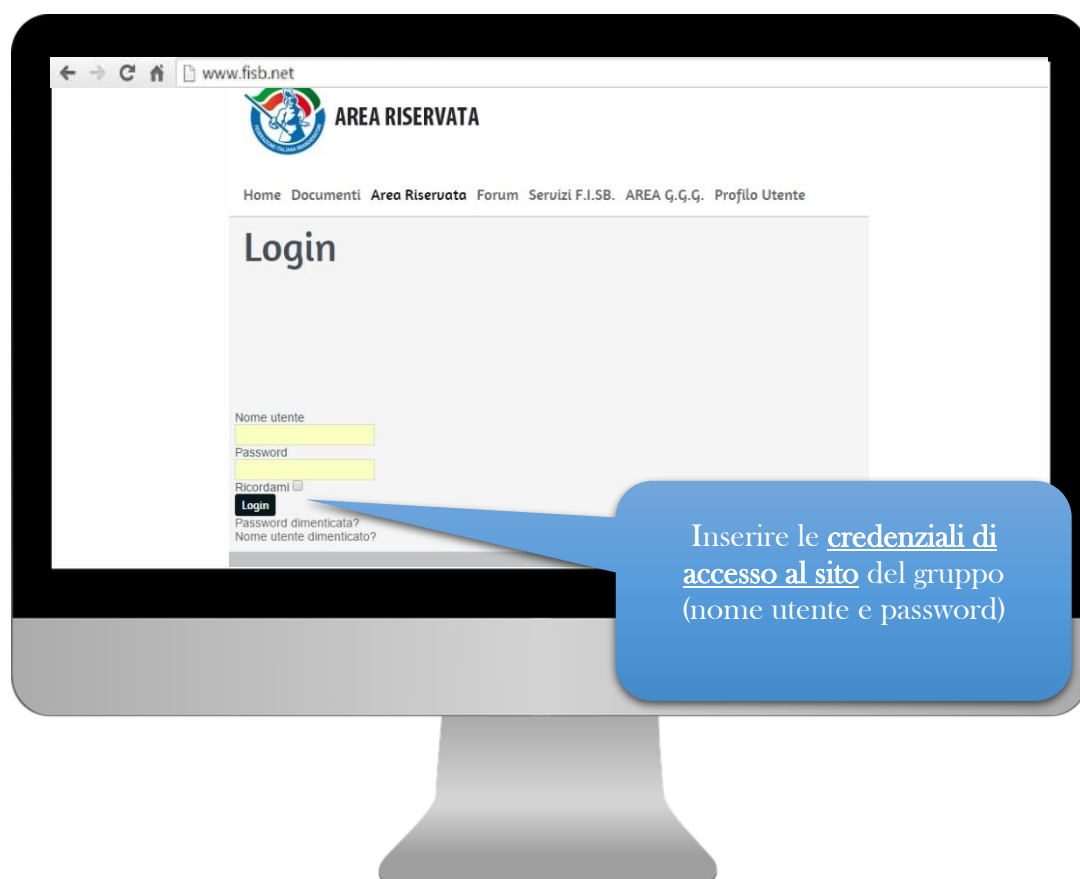 www.fisb.net
AREA RISERVATA
Home Documenti Area Riservata Forum Servizi F.I.SB. AREA G.G.G. Profilo Utente
Login
Nome utente
Password
Ricordami
Login
Password dimenticata?
Nome utente dimenticato?
Inserire le credenziali di
accesso al sito del gruppo
(nome utente e password)